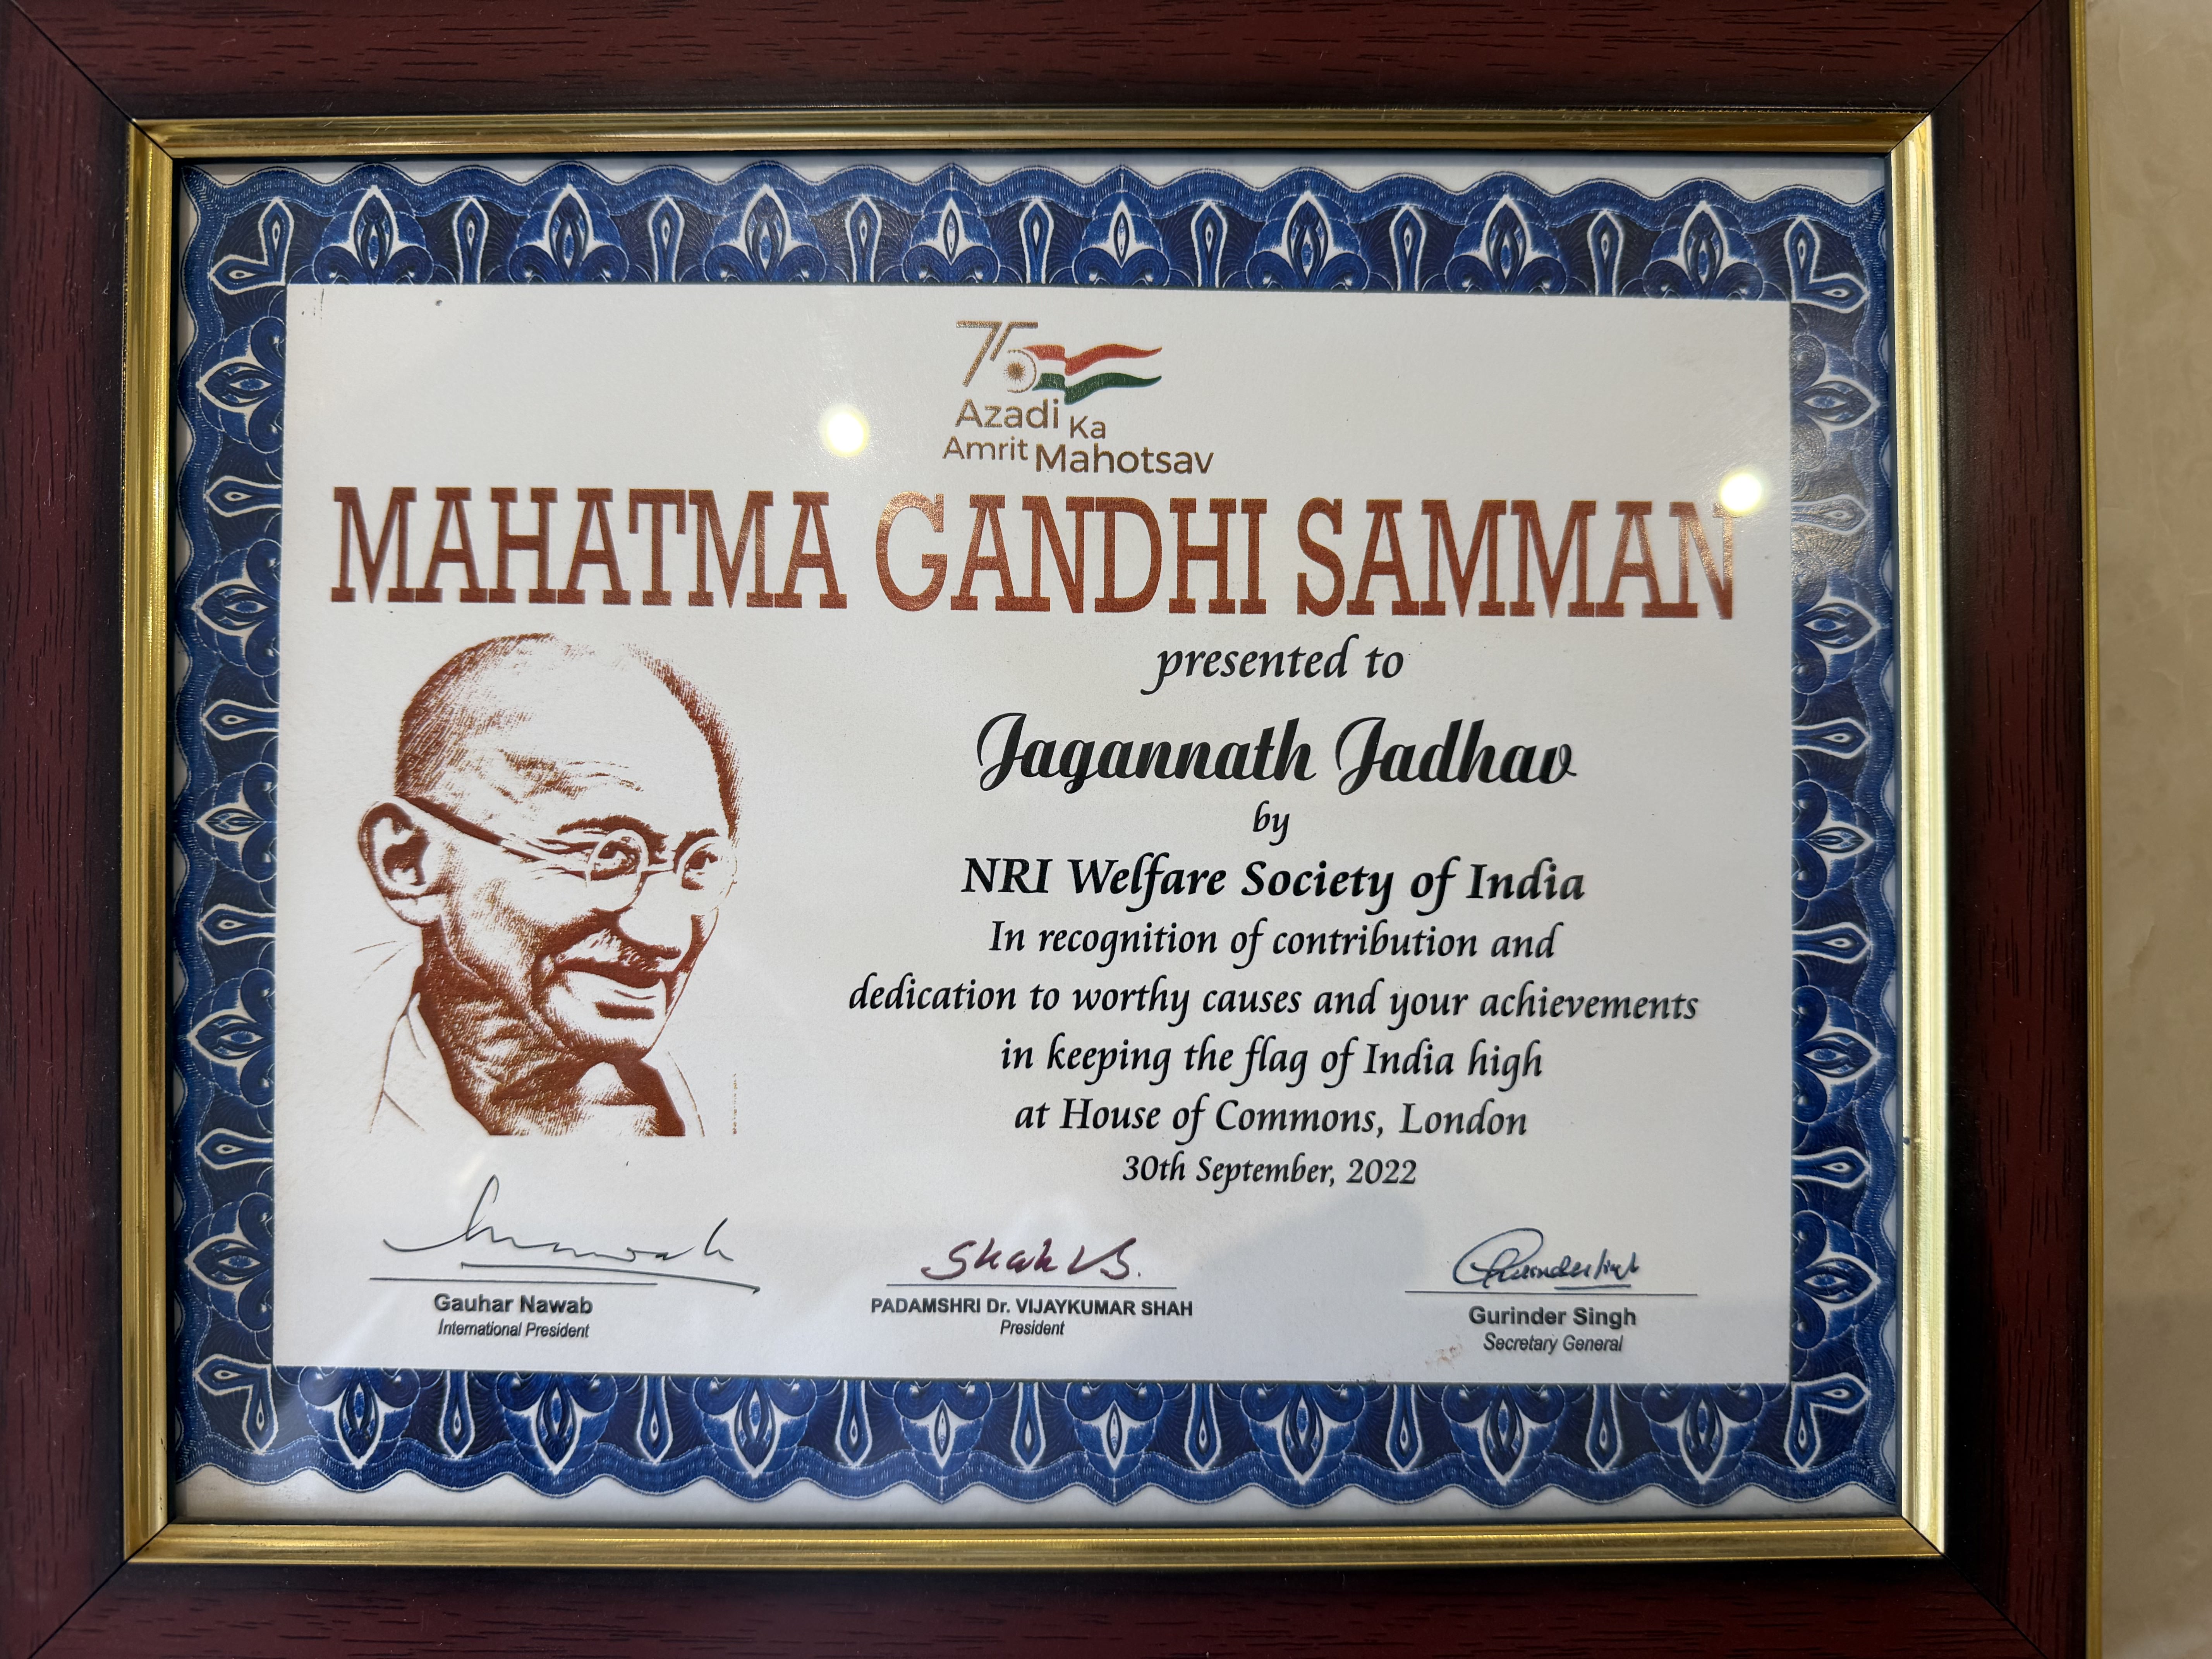 75
Azadi Ka
Amrit Mahotsav
MAHATMA GANDHI SAMMAN
presented to
Jagannath Jadhav
by
NRI Welfare Society of India
In recognition of contribution and
dedication to worthy causes and your achievements
in keeping the flag of India high
at House of Commons, London
30th September, 2022
Shah VS.
Gauhar Nawab
International President
PADAMSHRI Dr. VIJAYKUMAR SHAH
President
Gurinder Singh
Secretary General